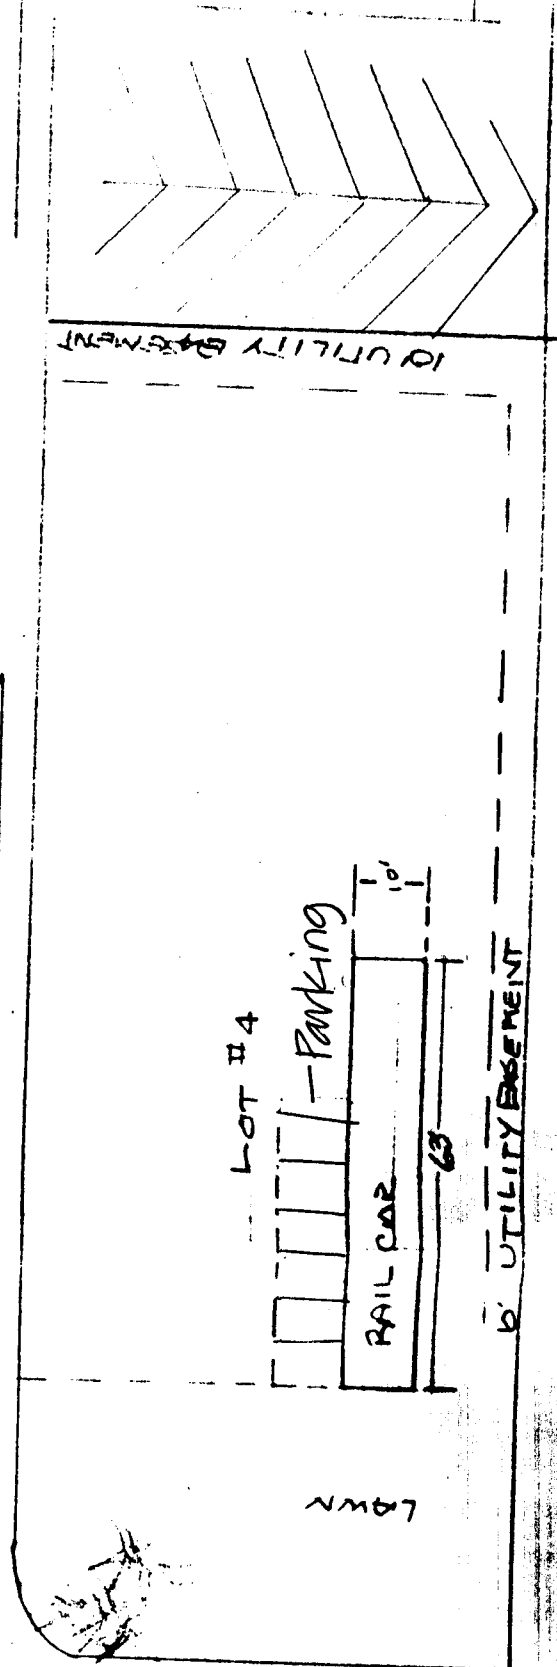 10' UTILITY EASEMENT
LOT #4
Parking
10'
RAIL CAR
63'
6' UTILITY EASEMENT
LAWN